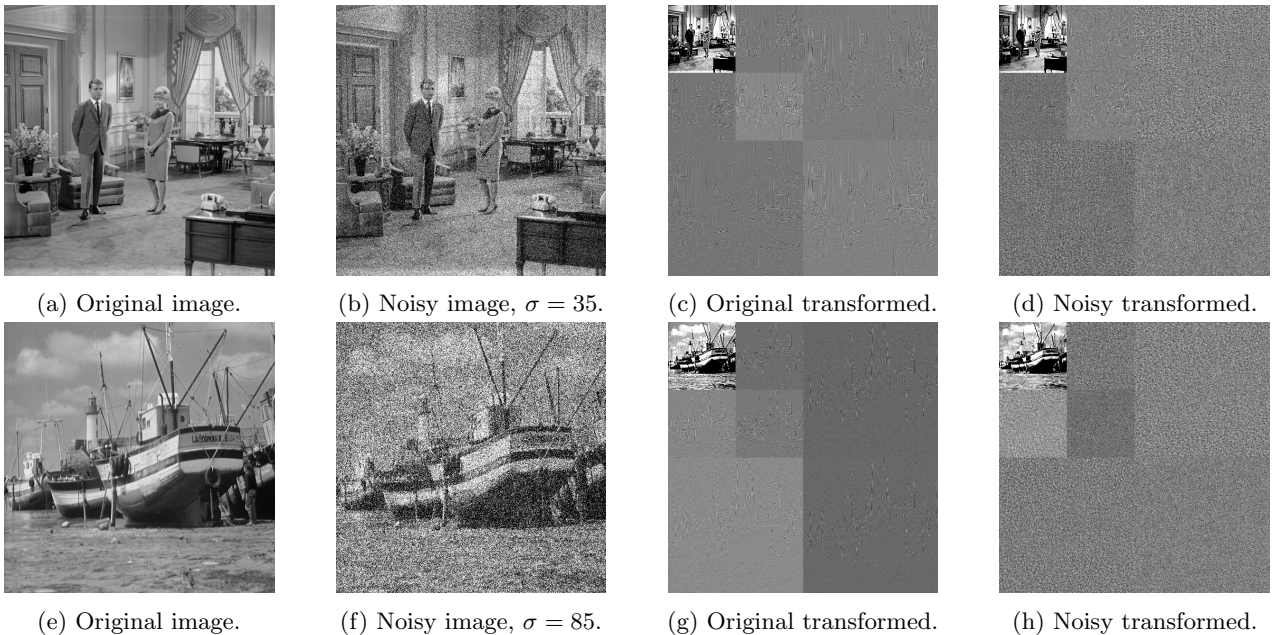 (a) Original image.
(b) Noisy image, σ = 35.
(c) Original transformed.
(d) Noisy transformed.
(e) Original image.
(f) Noisy image, σ = 85.
(g) Original transformed.
(h) Noisy transformed.